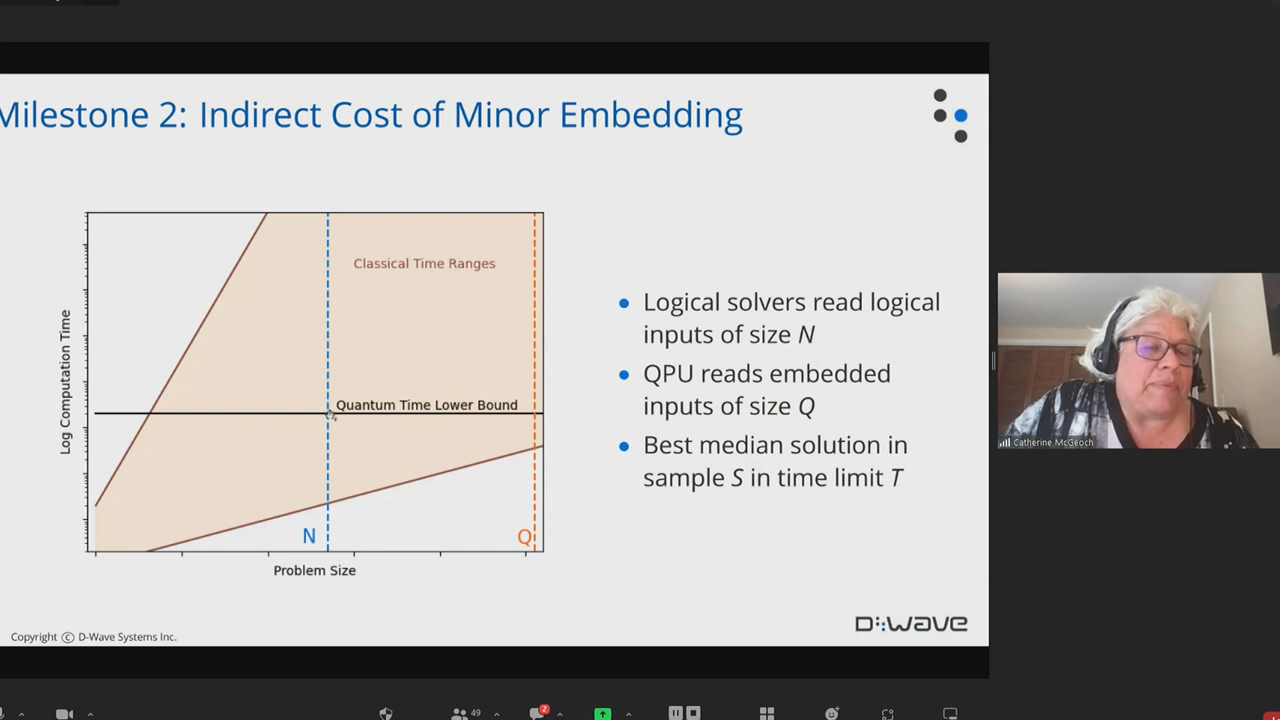 Milestone 2: Indirect Cost of Minor Embedding
Classical Time Ranges
Log Computation Time
Quantum Time Lower Bound
N
Q
Problem Size
Logical solvers read logical
inputs of size N
QPU reads embedded
inputs of size Q
Best median solution in
sample S in time limit T
Copyright © D-Wave Systems Inc.
D:wave
Catherine McGeoch
49
2